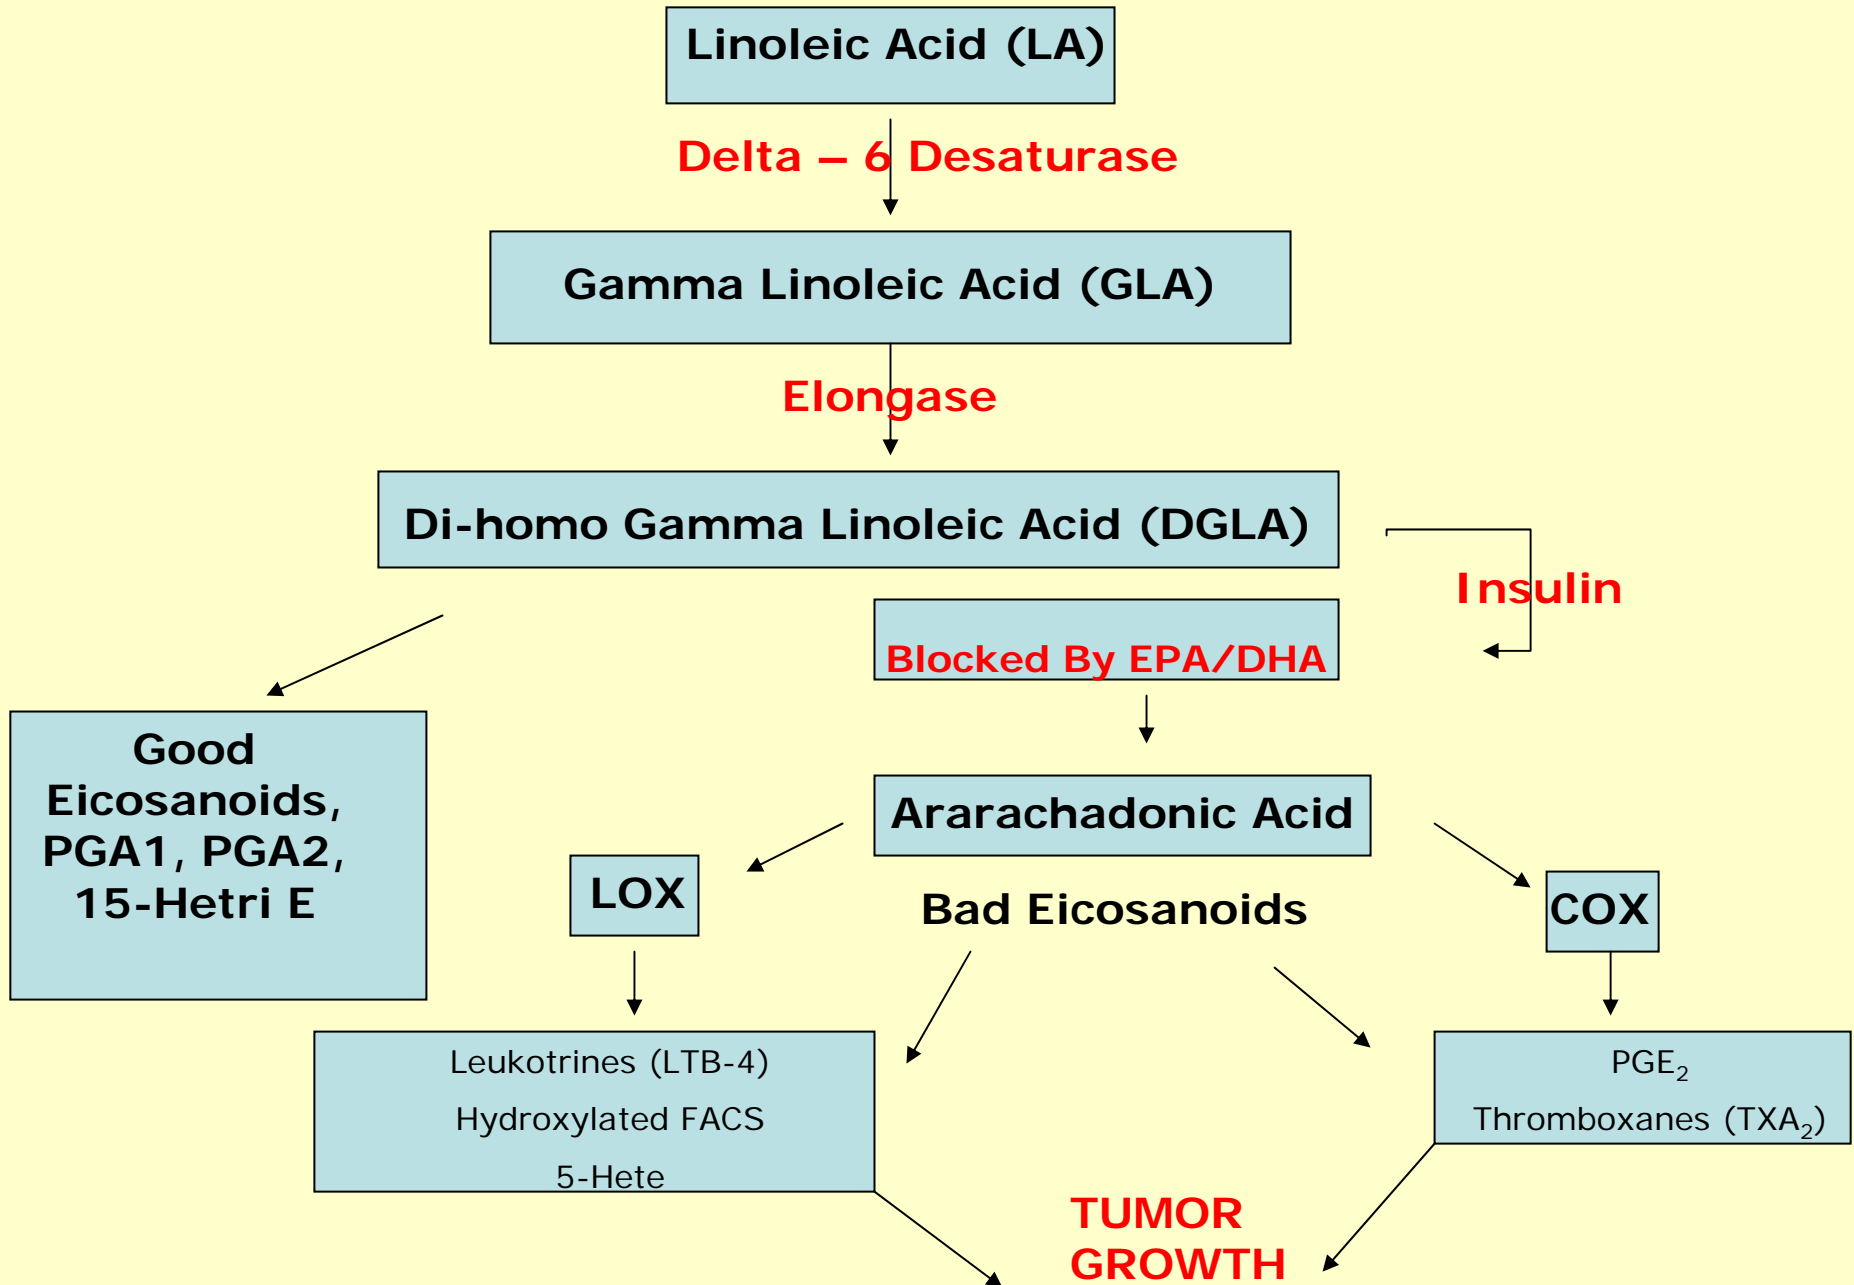 Linoleic Acid (LA)
Delta – 6 Desaturase
Gamma Linoleic Acid (GLA)
Elongase
Di-homo Gamma Linoleic Acid (DGLA)
Insulin
Blocked By EPA/DHA
Good
Eicosanoids,
PGA1, PGA2,
15-Hetri E
Ararachadonic Acid
LOX
Bad Eicosanoids
COX
Leukotrines (LTB-4)
Hydroxylated FACS
5-Hete
PGE₂
Thromboxanes (TXA₂)
TUMOR
GROWTH